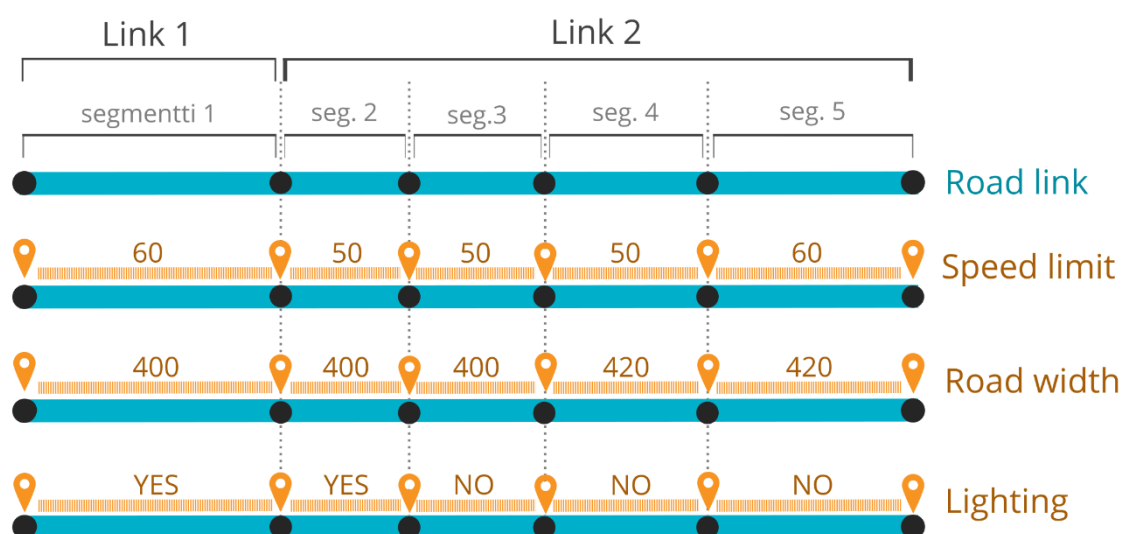 Link 1 Link 2
segmentti 1 seg. 2 seg.3 seg. 4 seg. 5
Road link
60 50 50 50 60 Speed limit
400 400 400 420 420 Road width
YES YES NO NO NO Lighting